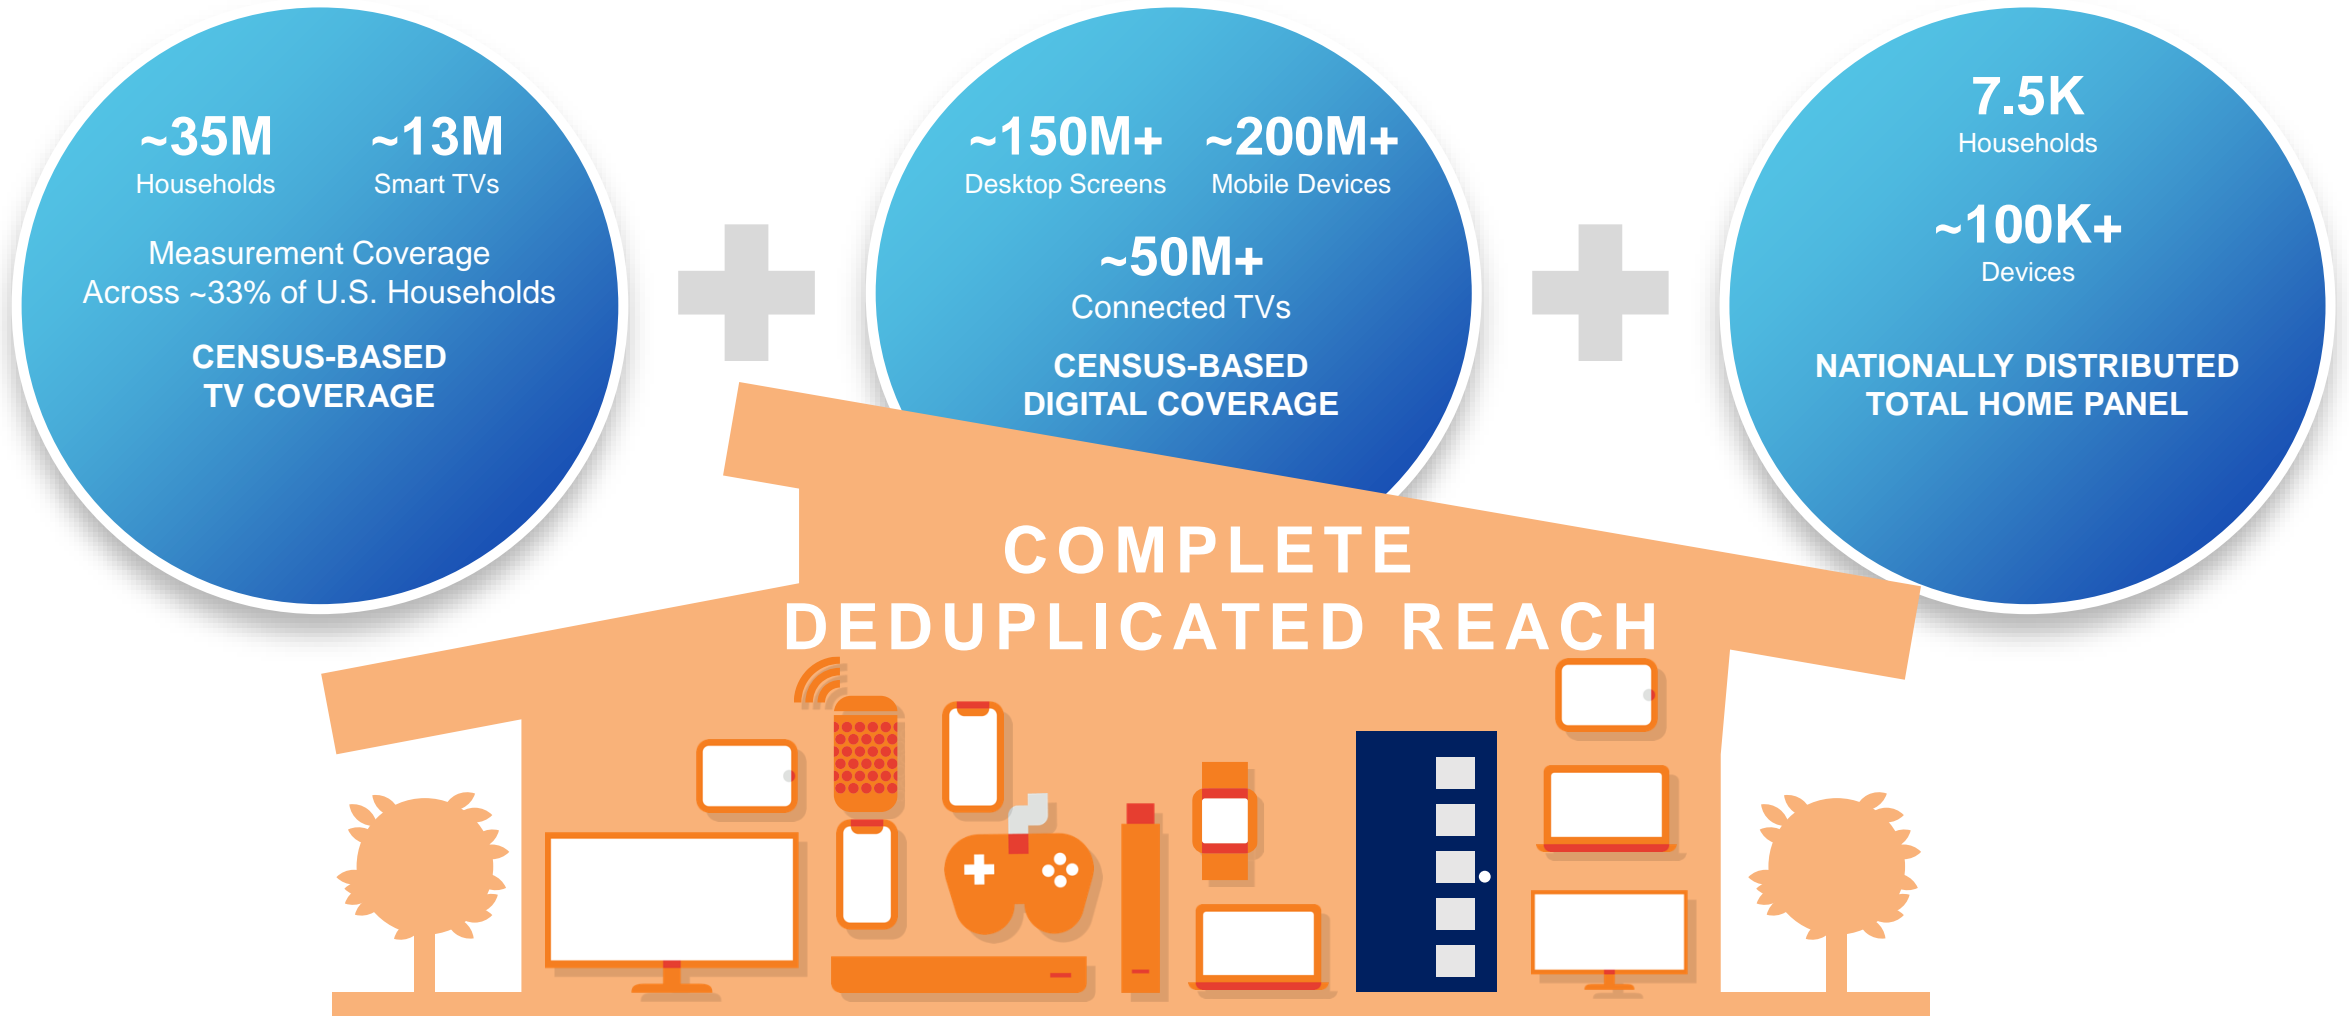 ~35M
Households
~13M
Smart TVs
Measurement Coverage
Across ~33% of U.S. Households
CENSUS-BASED
TV COVERAGE
~150M+
Desktop Screens
~200M+
Mobile Devices
~50M+
Connected TVs
CENSUS-BASED
DIGITAL COVERAGE
7.5K
Households
~100K+
Devices
NATIONALLY DISTRIBUTED
TOTAL HOME PANEL
COMPLETE
DEDUPLICATED REACH